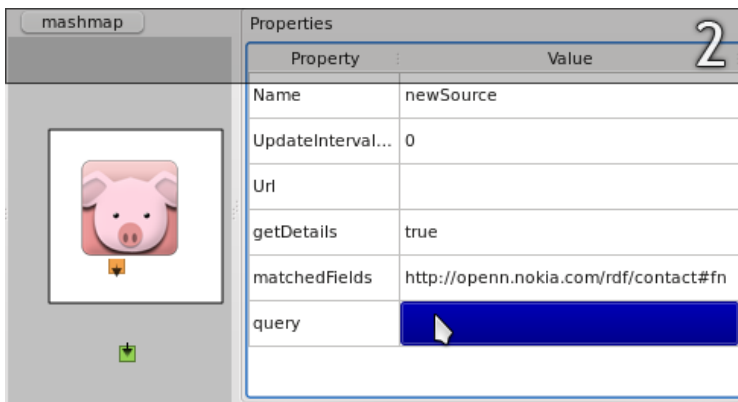 mashmap
Properties
2
Property Value
Name newSource
UpdateInterval... 0
Url
getDetails true
matchedFields http://openn.nokia.com/rdf/contact#fn
query